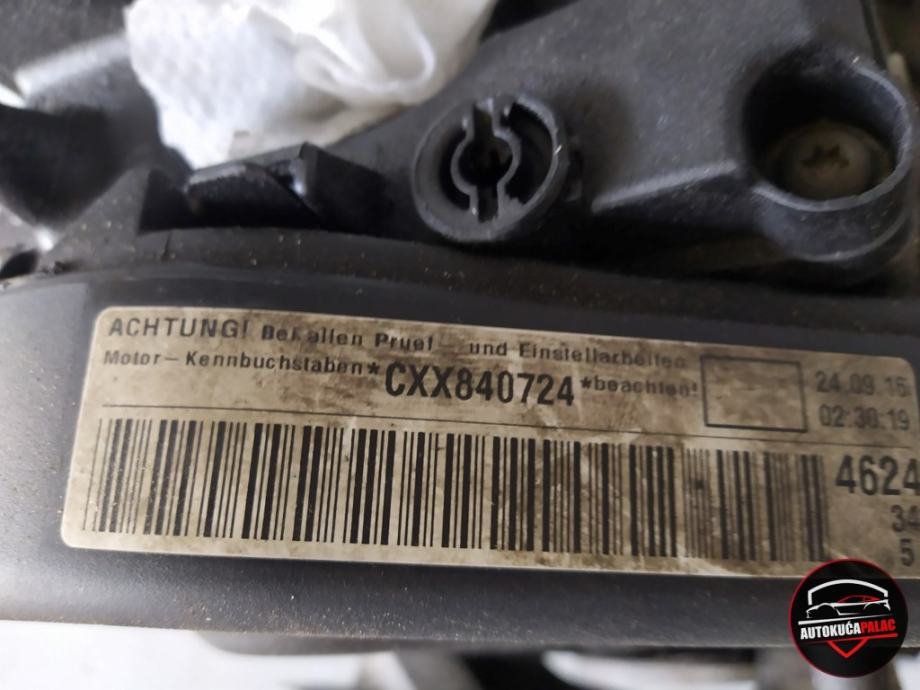 ACHTUNG! Bei allen Pruef- und Einstellarbeiten
Motor-Kennbuchstaben*CXX840724*beachten!
24.09.16
02:30:19
4624
34
5
AUTOKUĆAPALAC